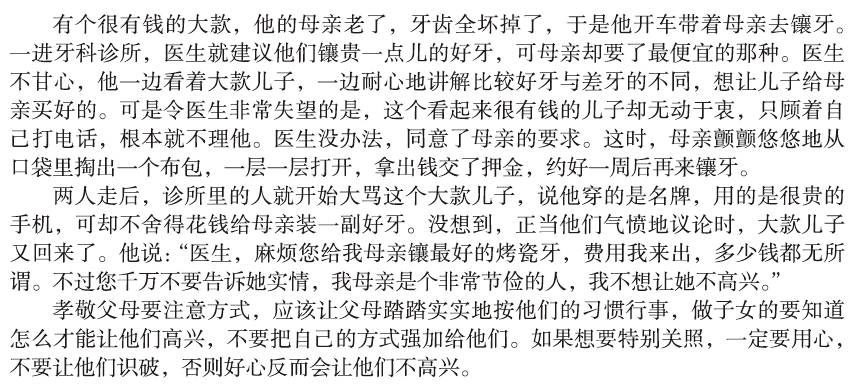 有个很有钱的大款，他的母亲老了，牙齿全坏掉了，于是他开车带着母亲去镶牙。
一进牙科诊所，医生就建议他们镶贵一点儿的好牙，可母亲却要了最便宜的那种。医生
不甘心，他一边看着大款儿子，一边耐心地讲解比较好牙与差牙的不同，想让儿子给母
亲买好的。可是令医生非常失望的是，这个看起来很有钱的儿子却无动于衷，只顾着自
己打电话，根本就不理他。医生没办法，同意了母亲的要求。这时，母亲颤颤悠悠地从
口袋里掏出一个布包，一层一层打开，拿出钱交了押金，约好一周后再来镶牙。
两人走后，诊所里的人就开始大骂这个大款儿子，说他穿的是名牌，用的是很贵的
手机，可却不舍得花钱给母亲装一副好牙。没想到，正当他们气愤地议论时，大款儿子
又回来了。他说：“医生，麻烦您给我母亲镶最好的烤瓷牙，费用我来出，多少钱都无所
谓。不过您千万不要告诉她实情，我母亲是个非常节俭的人，我不想让她不高兴。”
孝敬父母要注意方式，应该让父母踏踏实实地按他们的习惯行事，做子女的要知道
怎么才能让他们高兴，不要把自己的方式强加给他们。如果想要特别关照，一定要用心，
不要让他们识破，否则好心反而会让他们不高兴。